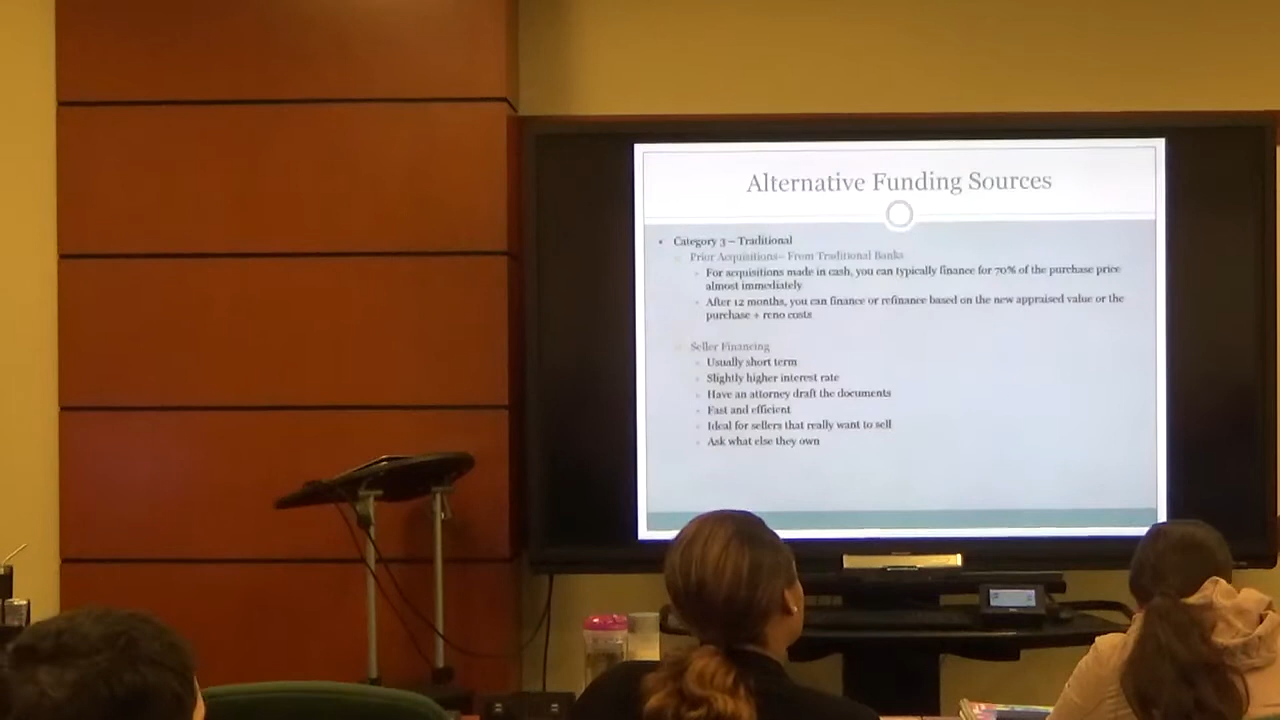 Alternative Funding Sources
Category 3 – Traditional
Prior Acquisitions– From Traditional Banks
For acquisitions made in cash, you can typically finance for 70% of the purchase price
almost immediately
After 12 months, you can finance or refinance based on the new appraised value or the
purchase + reno costs
Seller Financing
Usually short term
Slightly higher interest rate
Have an attorney draft the documents
Fast and efficient
Ideal for sellers that really want to sell
Ask what else they own